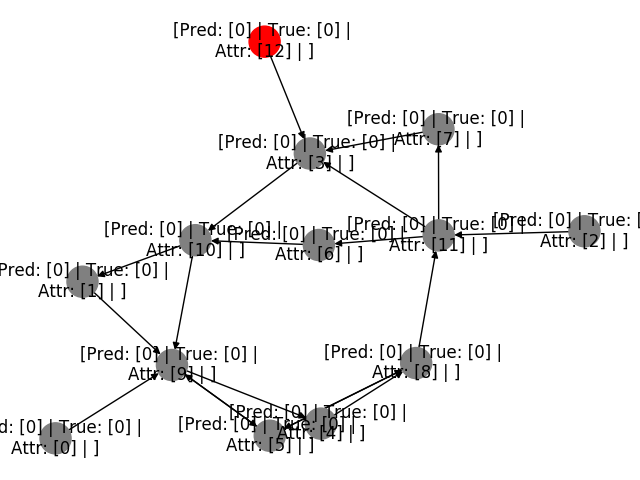 [Pred: [0] | True: [0] |
Attr: [12] | ]
[Pred: [0] | True: [0] |
Attr: [7] | ]
[Pred: [0] | True: [0] |
Attr: [3] | ]
[Pred: [0] | True: [0] |
Attr: [10] | ]
[Pred: [0] | True: [0] |
Attr: [6] | ]
[Pred: [0] | True: [0] |
Attr: [11] | ]
[Pred: [0] | True: [
Attr: [2] | ]
Pred: [0] | True: [0] |
Attr: [1] | ]
[Pred: [0] | True: [0] |
Attr: [9] | ]
[Pred: [0] | True: [0] |
Attr: [8] | ]
[Pred: [0] | True: [0] |
Attr: [4] | ]
[Pred: [0] | True: [0] |
Attr: [5] | ]
d: [0] | True: [0] |
Attr: [0] | ]